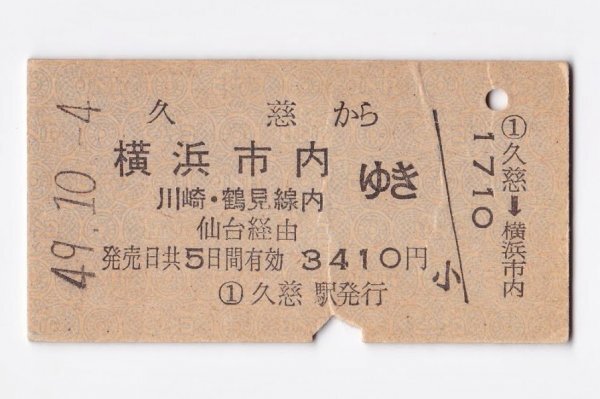 49.10.-4
久慈から
横浜市内ゆき
川崎・鶴見線内
仙台経由
発売日共5日間有効 3410円
① 久慈 駅発行
小
①久慈➡横浜市内
1710